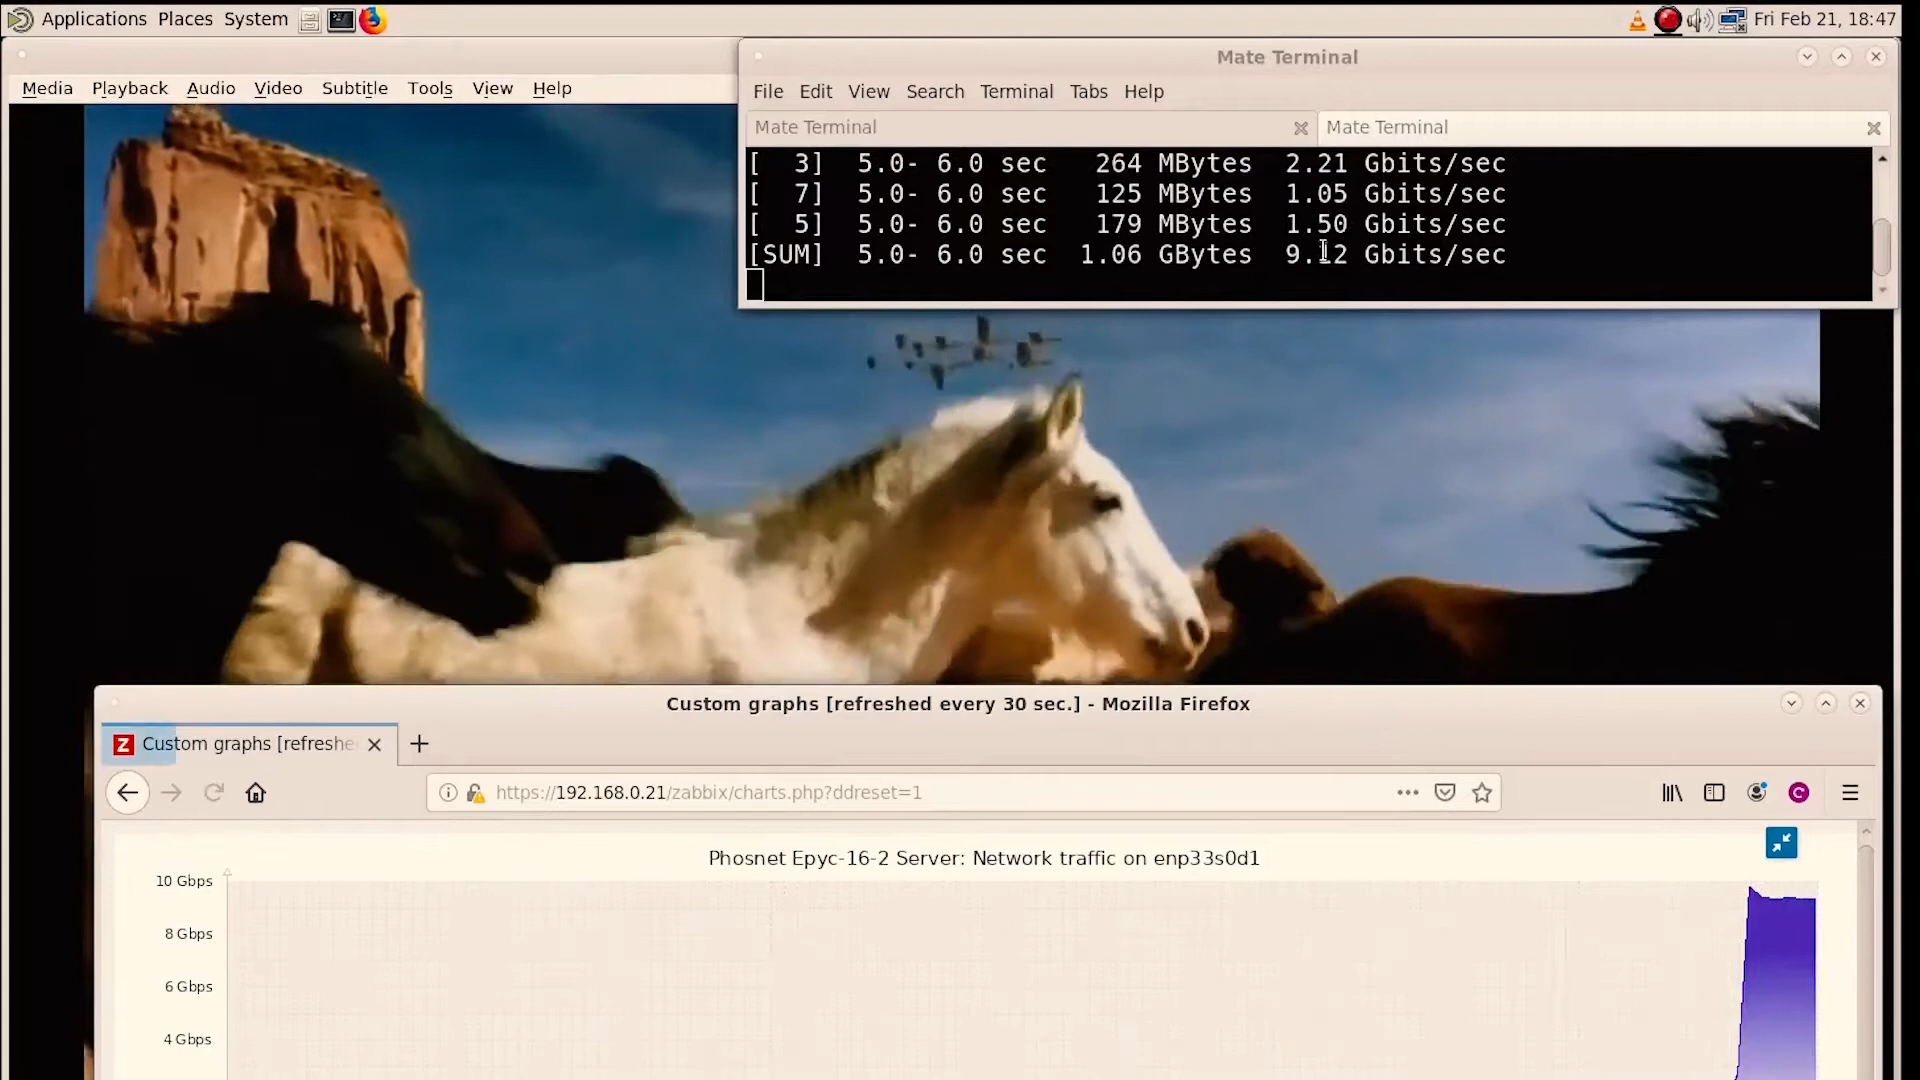 Applications Places System
Fri Feb 21, 18:47
Mate Terminal
Media Playback Audio Video Subtitle Tools View Help
File Edit View Search Terminal Tabs Help
Mate Terminal
Mate Terminal
[ 3] 5.0- 6.0 sec 264 MBytes 2.21 Gbits/sec
[ 7] 5.0- 6.0 sec 125 MBytes 1.05 Gbits/sec
[ 5] 5.0- 6.0 sec 179 MBytes 1.50 Gbits/sec
[SUM] 5.0- 6.0 sec 1.06 GBytes 9.12 Gbits/sec
Custom graphs [refreshed every 30 sec.] - Mozilla Firefox
Z Custom graphs [refreshe
https://192.168.0.21/zabbix/charts.php?ddreset=1
C
Phosnet Epyc-16-2 Server: Network traffic on enp33s0d1
10 Gbps
8 Gbps
6 Gbps
4 Gbps